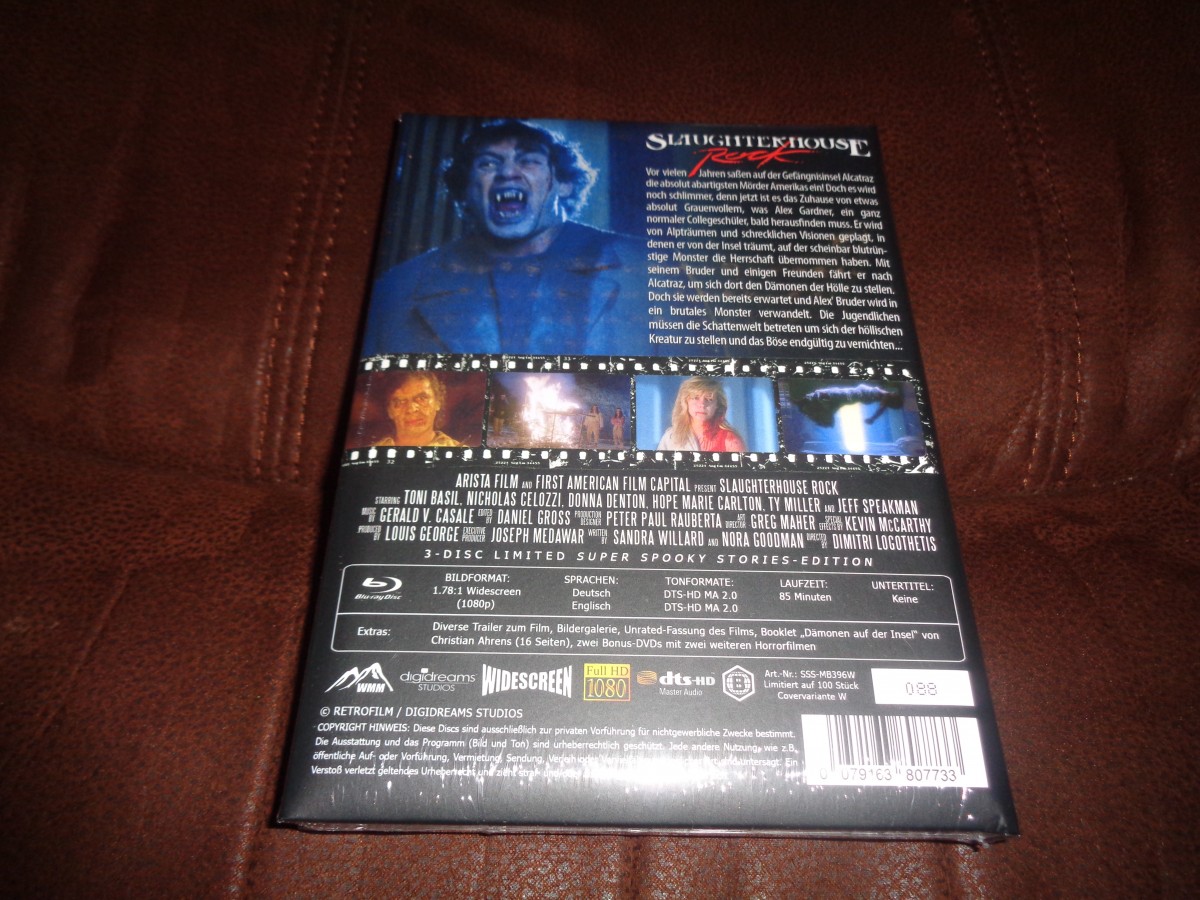 SLAUGHTERHOUSE
Rock
Vor vielen Jahren saßen auf der Gefängnisinsel Alcatraz
die absolut abartigsten Mörder Amerikas ein! Doch es wird
noch schlimmer, denn jetzt ist es das Zuhause von etwas
absolut Grauenvollem, was Alex Gardner, ein ganz
normaler Collegeschüler, bald herausfinden muss. Er wird
von Alpträumen und schrecklichen Visionen geplagt, in
denen er von der Insel träumt, auf der scheinbar blutrün-
stige Monster die Herrschaft übernommen haben. Mit
seinem Bruder und einigen Freunden fährt er nach
Alcatraz, um sich dort den Dämonen der Hölle zu stellen.
Doch sie werden bereits erwartet und Alex' Bruder wird in
ein brutales Monster verwandelt. Die Jugendlichen
müssen die Schattenwelt betreten um sich der höllischen
Kreatur zu stellen und das Böse endgültig zu vernichten...
ARISTA FILM AND FIRST AMERICAN FILM CAPITAL PRESENT SLAUGHTERHOUSE ROCK
STARRING TONI BASIL, NICHOLAS CELOZZI, DONNA DENTON, HOPE MARIE CARLTON, TY MILLER AND JEFF SPEAKMAN
MUSIC BY GERALD V. CASALE EDITED BY DANIEL GROSS PRODUCTION DESIGNER PETER PAUL RAUBERTA ART DIRECTOR GREG MAHER SPECIAL EFFECTS BY KEVIN McCARTHY
PRODUCED BY LOUIS GEORGE EXECUTIVE PRODUCER JOSEPH MEDAWAR WRITTEN BY SANDRA WILLARD AND NORA GOODMAN DIRECTED BY DIMITRI LOGOTHETIS
3-DISC LIMITED SUPER SPOOKY STORIES-EDITION
Blu-ray Disc
BILDFORMAT:
1.78:1 Widescreen
(1080p)
SPRACHEN:
Deutsch
Englisch
TONFORMATE:
DTS-HD MA 2.0
DTS-HD MA 2.0
LAUFZEIT:
85 Minuten
UNTERTITEL:
Keine
Extras:
Diverse Trailer zum Film, Bildergalerie, Unrated-Fassung des Films, Booklet „Dämonen auf der Insel" von
Christian Ahrens (16 Seiten), zwei Bonus-DVDs mit zwei weiteren Horrorfilmen
WMM
digidreams
STUDIOS
WIDESCREEN
Full HD
1080
dts-HD
Master Audio
Art.-Nr.: SSS-MB396W
Limitiert auf 100 Stück
Covervariante W
088
© RETROFILM / DIGIDREAMS STUDIOS
COPYRIGHT HINWEIS: Diese Discs sind ausschließlich zur privaten Vorführung für nichtgewerbliche Zwecke bestimmt.
Die Ausstattung und das Programm (Bild und Ton) sind urheberrechtlich geschützt. Jede andere Nutzung, wie z.B.
öffentliche Auf- oder Vorführung, Vermietung, Sendung, untersagt. Ein
Verstoß verletzt geltendes Urheberrecht und zieht straf- und
0 079163 807733